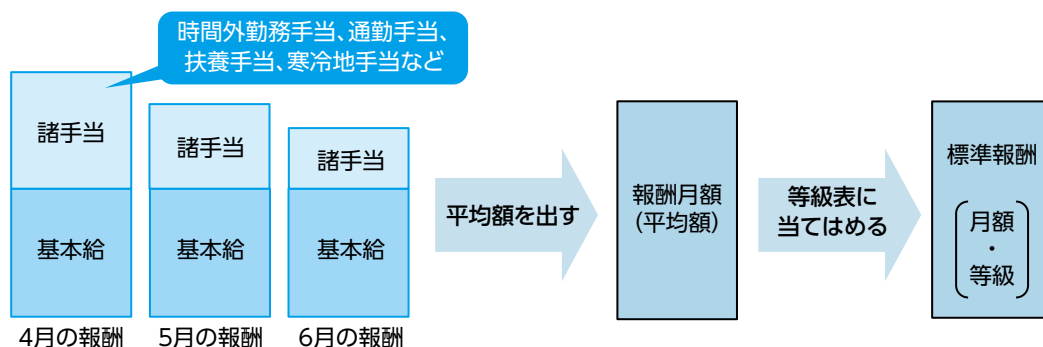 時間外勤務手当、通勤手当、
扶養手当、寒冷地手当など
諸手当
基本給
4月の報酬
諸手当
基本給
5月の報酬
諸手当
基本給
6月の報酬
平均額を出す
報酬月額
(平均額)
等級表に
当てはめる
標準報酬
月額
・
等級